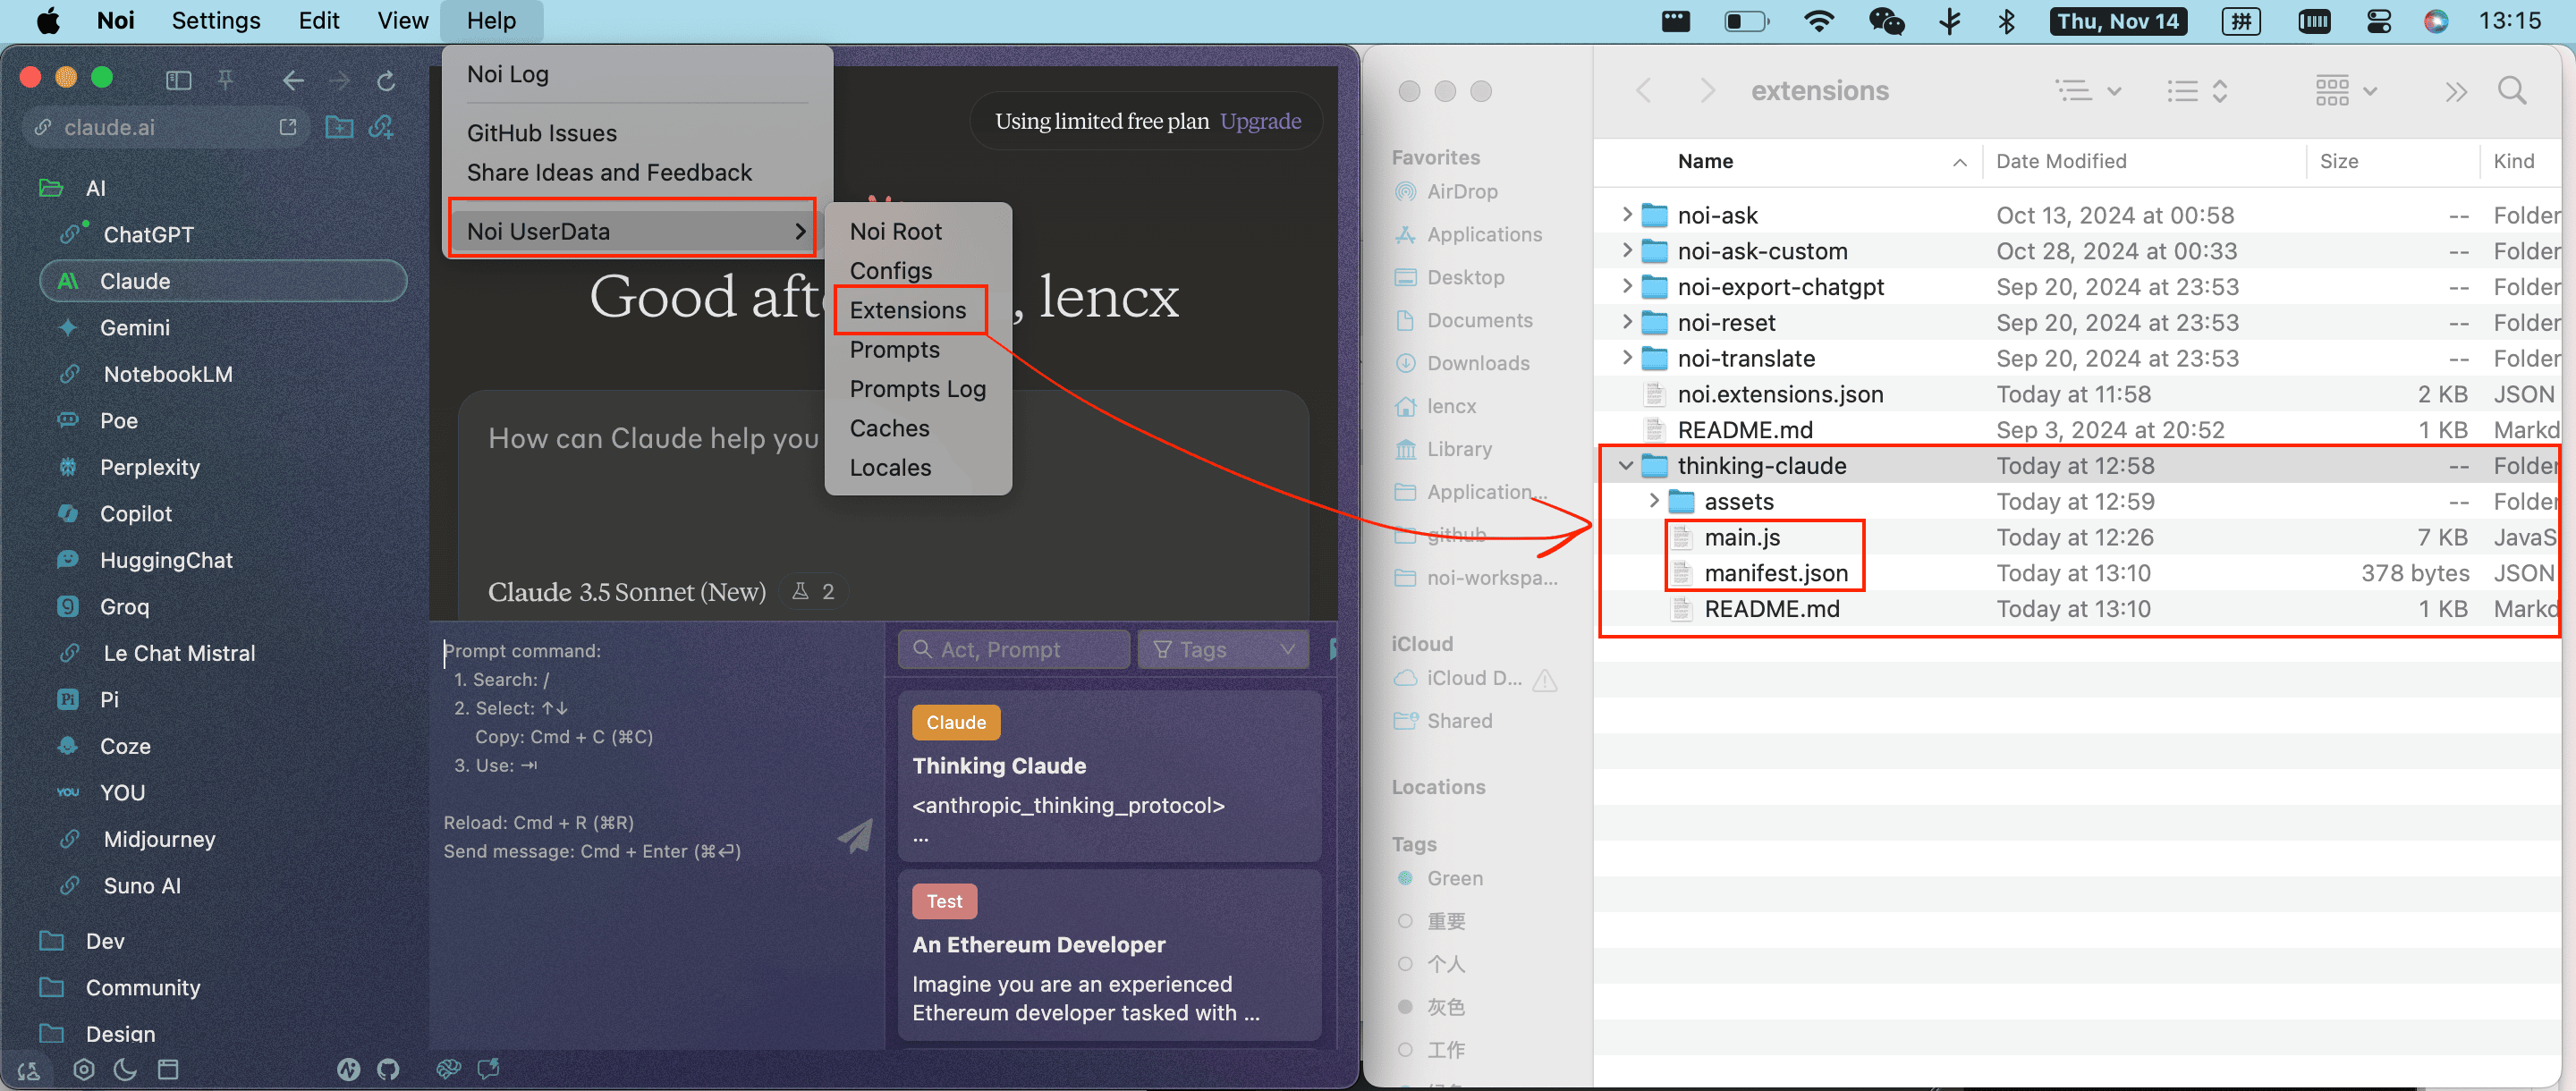 Noi Settings Edit View Help
Thu, Nov 14 拼 13:15
claude.ai
AI
ChatGPT
Claude
Gemini
NotebookLM
Poe
Perplexity
Copilot
HuggingChat
Groq
Le Chat Mistral
Pi
Coze
YOU
Midjourney
Suno AI
Dev
Community
Design
Noi Log
GitHub Issues
Share Ideas and Feedback
Noi UserData
Noi Root
Configs
Extensions
Prompts
Prompts Log
Caches
Locales
Using limited free plan Upgrade
Good aft , lencx
How can Claude help you
Claude 3.5 Sonnet (New) 2
Prompt command:
1. Search: /
2. Select: ↑↓
Copy: Cmd + C (⌘C)
3. Use: ⇥
Reload: Cmd + R (⌘R)
Send message: Cmd + Enter (⌘⏎)
Act, Prompt Tags
Claude
Thinking Claude
<anthropic_thinking_protocol>
...
Test
An Ethereum Developer
Imagine you are an experienced
Ethereum developer tasked with ...
Favorites
AirDrop
Applications
Desktop
Documents
Downloads
lencx
Library
Application...
github
noi-workspa...
iCloud
iCloud D...
Shared
Locations
Tags
Green
重要
个人
灰色
工作
extensions
Name Date Modified Size Kind
noi-ask Oct 13, 2024 at 00:58 -- Folder
noi-ask-custom Oct 28, 2024 at 00:33 -- Folder
noi-export-chatgpt Sep 20, 2024 at 23:53 -- Folder
noi-reset Sep 20, 2024 at 23:53 -- Folder
noi-translate Sep 20, 2024 at 23:53 -- Folder
noi.extensions.json Today at 11:58 2 KB JSON
README.md Sep 3, 2024 at 20:52 1 KB Markd
thinking-claude Today at 12:58 -- Folder
assets Today at 12:59 -- Folder
main.js Today at 12:26 7 KB JavaS
manifest.json Today at 13:10 378 bytes JSON
README.md Today at 13:10 1 KB Markd